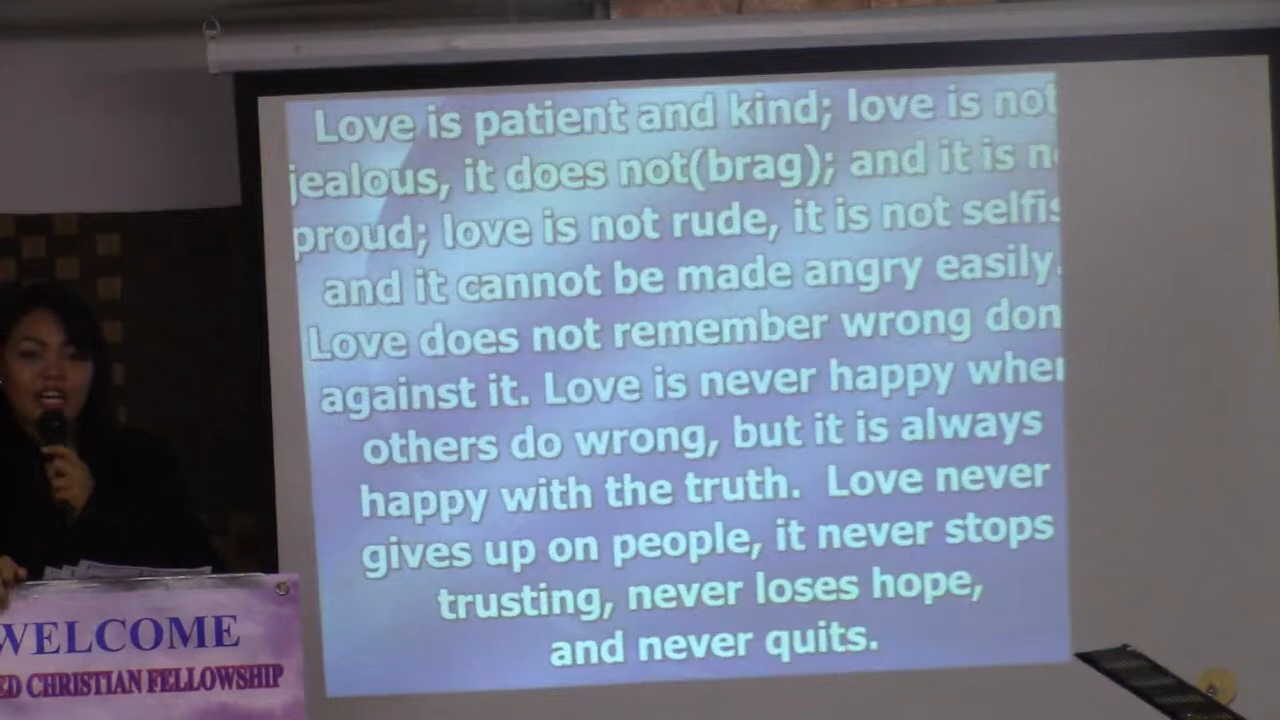 Love is patient and kind; love is not
jealous, it does not(brag); and it is n
proud; love is not rude, it is not selfis
and it cannot be made angry easily.
Love does not remember wrong don
against it. Love is never happy when
others do wrong, but it is always
happy with the truth. Love never
gives up on people, it never stops
trusting, never loses hope,
and never quits.
WELCOME
ED CHRISTIAN FELLOWSHIP